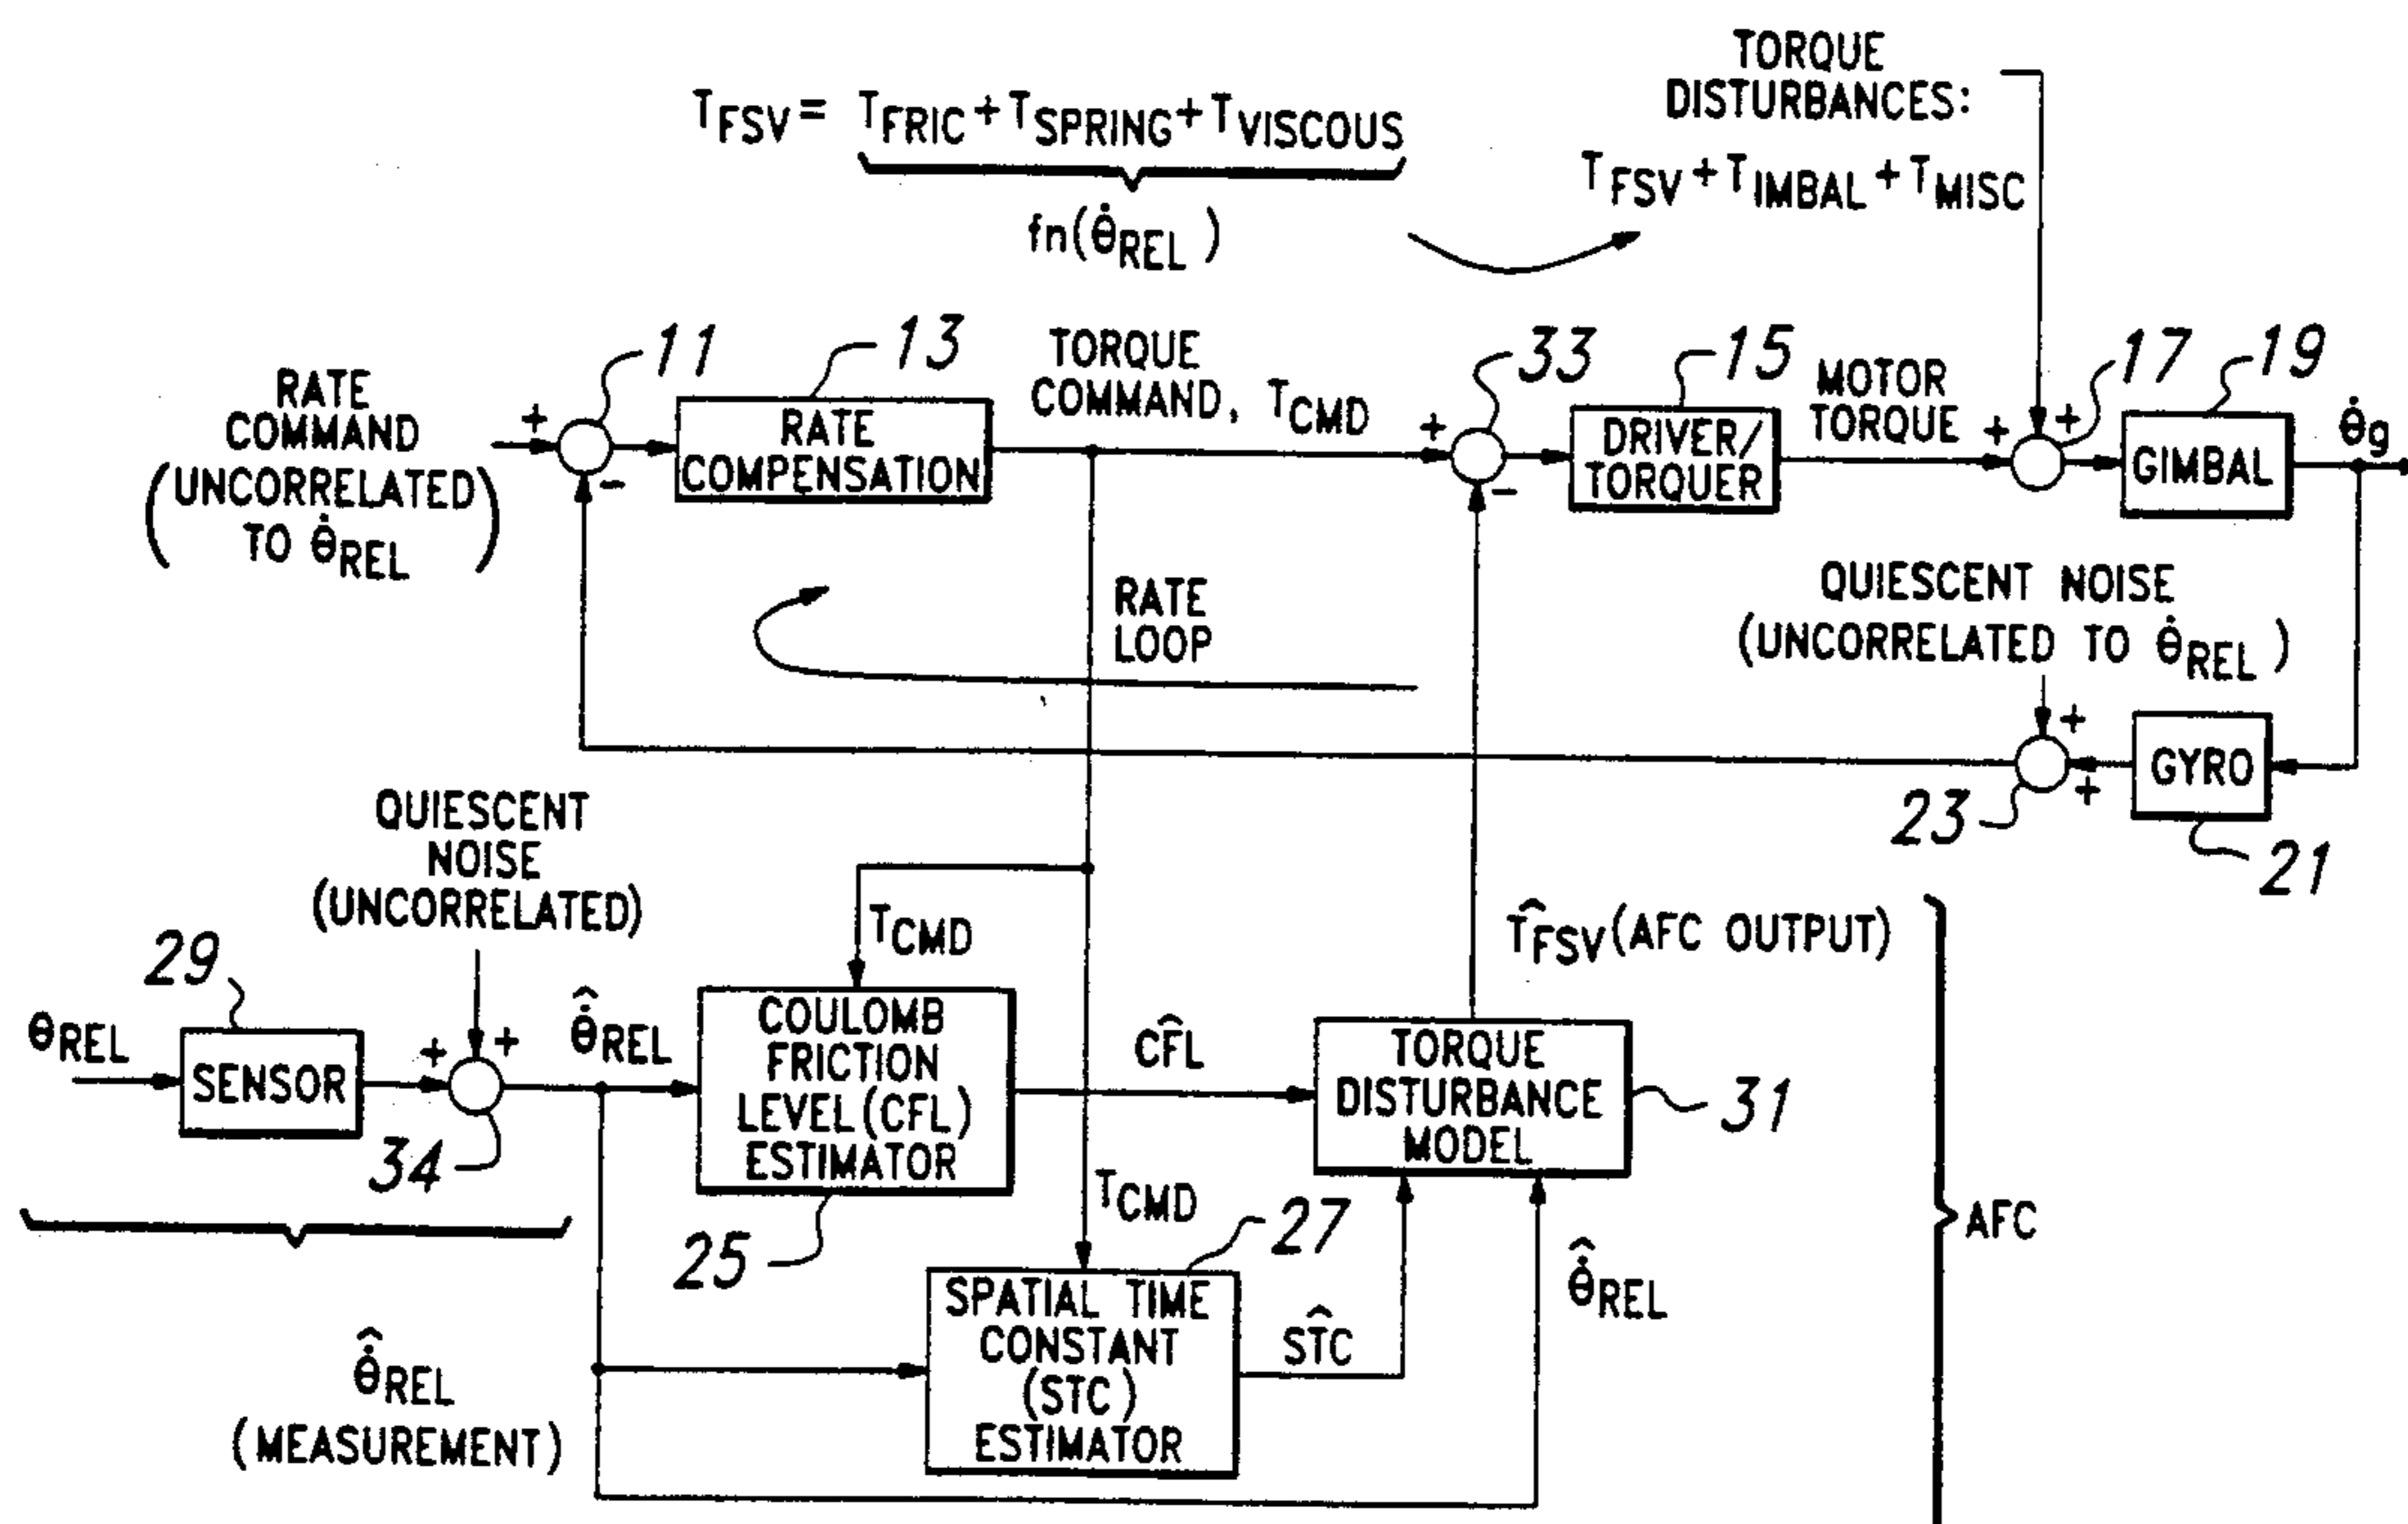 TORQUE
DISTURBANCES:
T_FSV = T_FRIC + T_SPRING + T_VISCOUS
fn(θ̇_REL)
T_FSV + T_IMBAL + T_MISC
11
13
TORQUE
COMMAND, T_CMD
33
15
MOTOR
TORQUE
17
19
RATE
COMMAND
(UNCORRELATED
TO θ̇_REL)
+
-
RATE
COMPENSATION
+
-
DRIVER/
TORQUER
+
+
GIMBAL
θ̇g
RATE
LOOP
QUIESCENT NOISE
(UNCORRELATED TO θ̇_REL)
+
+
GYRO
23
21
QUIESCENT
NOISE
(UNCORRELATED)
T_CMD
T̂_FSV (AFC OUTPUT)
29
θ_REL
SENSOR
+
+
34
θ̇̂_REL
COULOMB
FRICTION
LEVEL (CFL)
ESTIMATOR
25
CF̂L
TORQUE
DISTURBANCE
MODEL
31
AFC
T_CMD
27
SPATIAL TIME
CONSTANT
(STC)
ESTIMATOR
ST̂C
θ̇̂_REL
θ̇̂_REL
(MEASUREMENT)